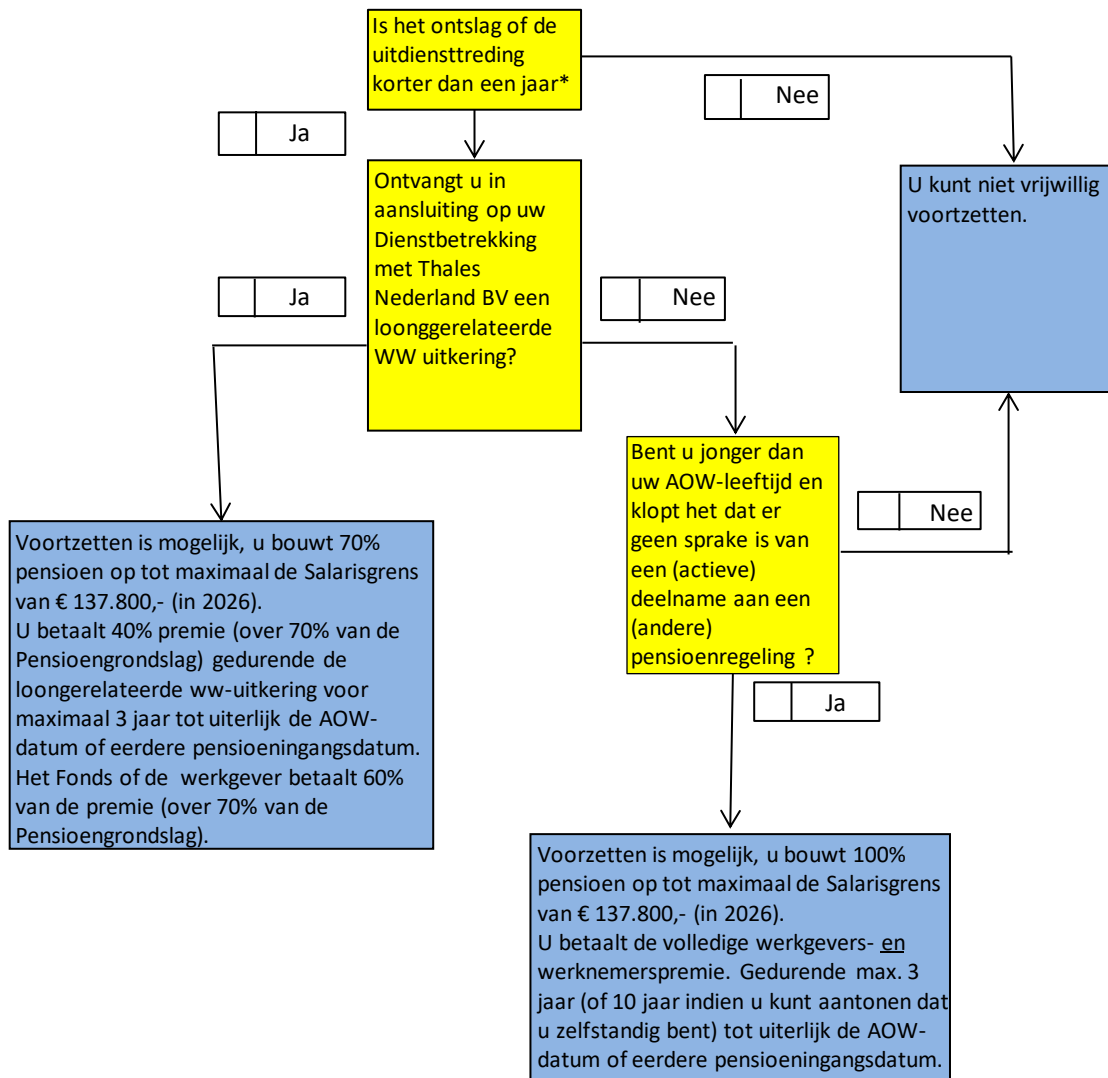 Is het ontslag of de
uitdiensttreding
korter dan een jaar*
Nee
Ja
Ontvangt u in
aansluiting op uw
Dienstbetrekking
met Thales
Nederland BV een
loonggerelateerde
WW uitkering?
U kunt niet vrijwillig
voortzetten.
Ja
Nee
Bent u jonger dan
uw AOW-leeftijd en
klopt het dat er
geen sprake is van
een (actieve)
deelname aan een
(andere)
pensioenregeling ?
Nee
Ja
Voortzetten is mogelijk, u bouwt 70%
pensioen op tot maximaal de Salarisgrens
van € 137.800,- (in 2026).
U betaalt 40% premie (over 70% van de
Pensioengrondslag) gedurende de
loongerelateerde ww-uitkering voor
maximaal 3 jaar tot uiterlijk de AOW-
datum of eerdere pensioeningangsdatum.
Het Fonds of de werkgever betaalt 60%
van de premie (over 70% van de
Pensioengrondslag).
Voorzetten is mogelijk, u bouwt 100%
pensioen op tot maximaal de Salarisgrens
van € 137.800,- (in 2026).
U betaalt de volledige werkgevers- en
werknemerspremie. Gedurende max. 3
jaar (of 10 jaar indien u kunt aantonen dat
u zelfstandig bent) tot uiterlijk de AOW-
datum of eerdere pensioeningangsdatum.